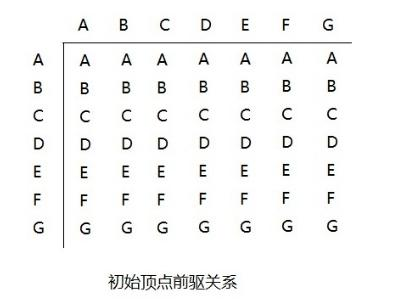 A B C D E F G
A A A A A A A A
B B B B B B B B
C C C C C C C C
D D D D D D D D
E E E E E E E E
F F F F F F F F
G G G G G G G G
初始顶点前驱关系